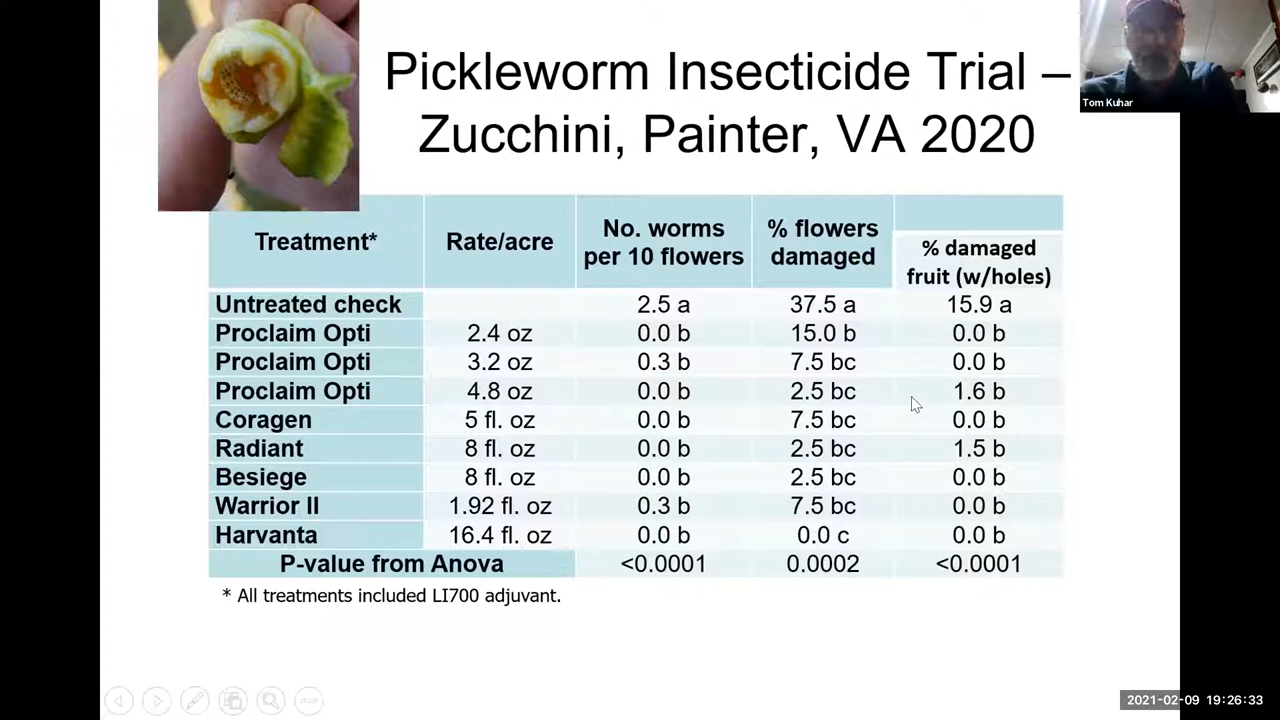 Pickleworm Insecticide Trial –
Zucchini, Painter, VA 2020
Tom Kuhar
Treatment* Rate/acre No. worms per 10 flowers % flowers damaged % damaged fruit (w/holes)
Untreated check 2.5 a 37.5 a 15.9 a
Proclaim Opti 2.4 oz 0.0 b 15.0 b 0.0 b
Proclaim Opti 3.2 oz 0.3 b 7.5 bc 0.0 b
Proclaim Opti 4.8 oz 0.0 b 2.5 bc 1.6 b
Coragen 5 fl. oz 0.0 b 7.5 bc 0.0 b
Radiant 8 fl. oz 0.0 b 2.5 bc 1.5 b
Besiege 8 fl. oz 0.0 b 2.5 bc 0.0 b
Warrior II 1.92 fl. oz 0.3 b 7.5 bc 0.0 b
Harvanta 16.4 fl. oz 0.0 b 0.0 c 0.0 b
P-value from Anova <0.0001 0.0002 <0.0001
* All treatments included LI700 adjuvant.
2021-02-09 19:26:33